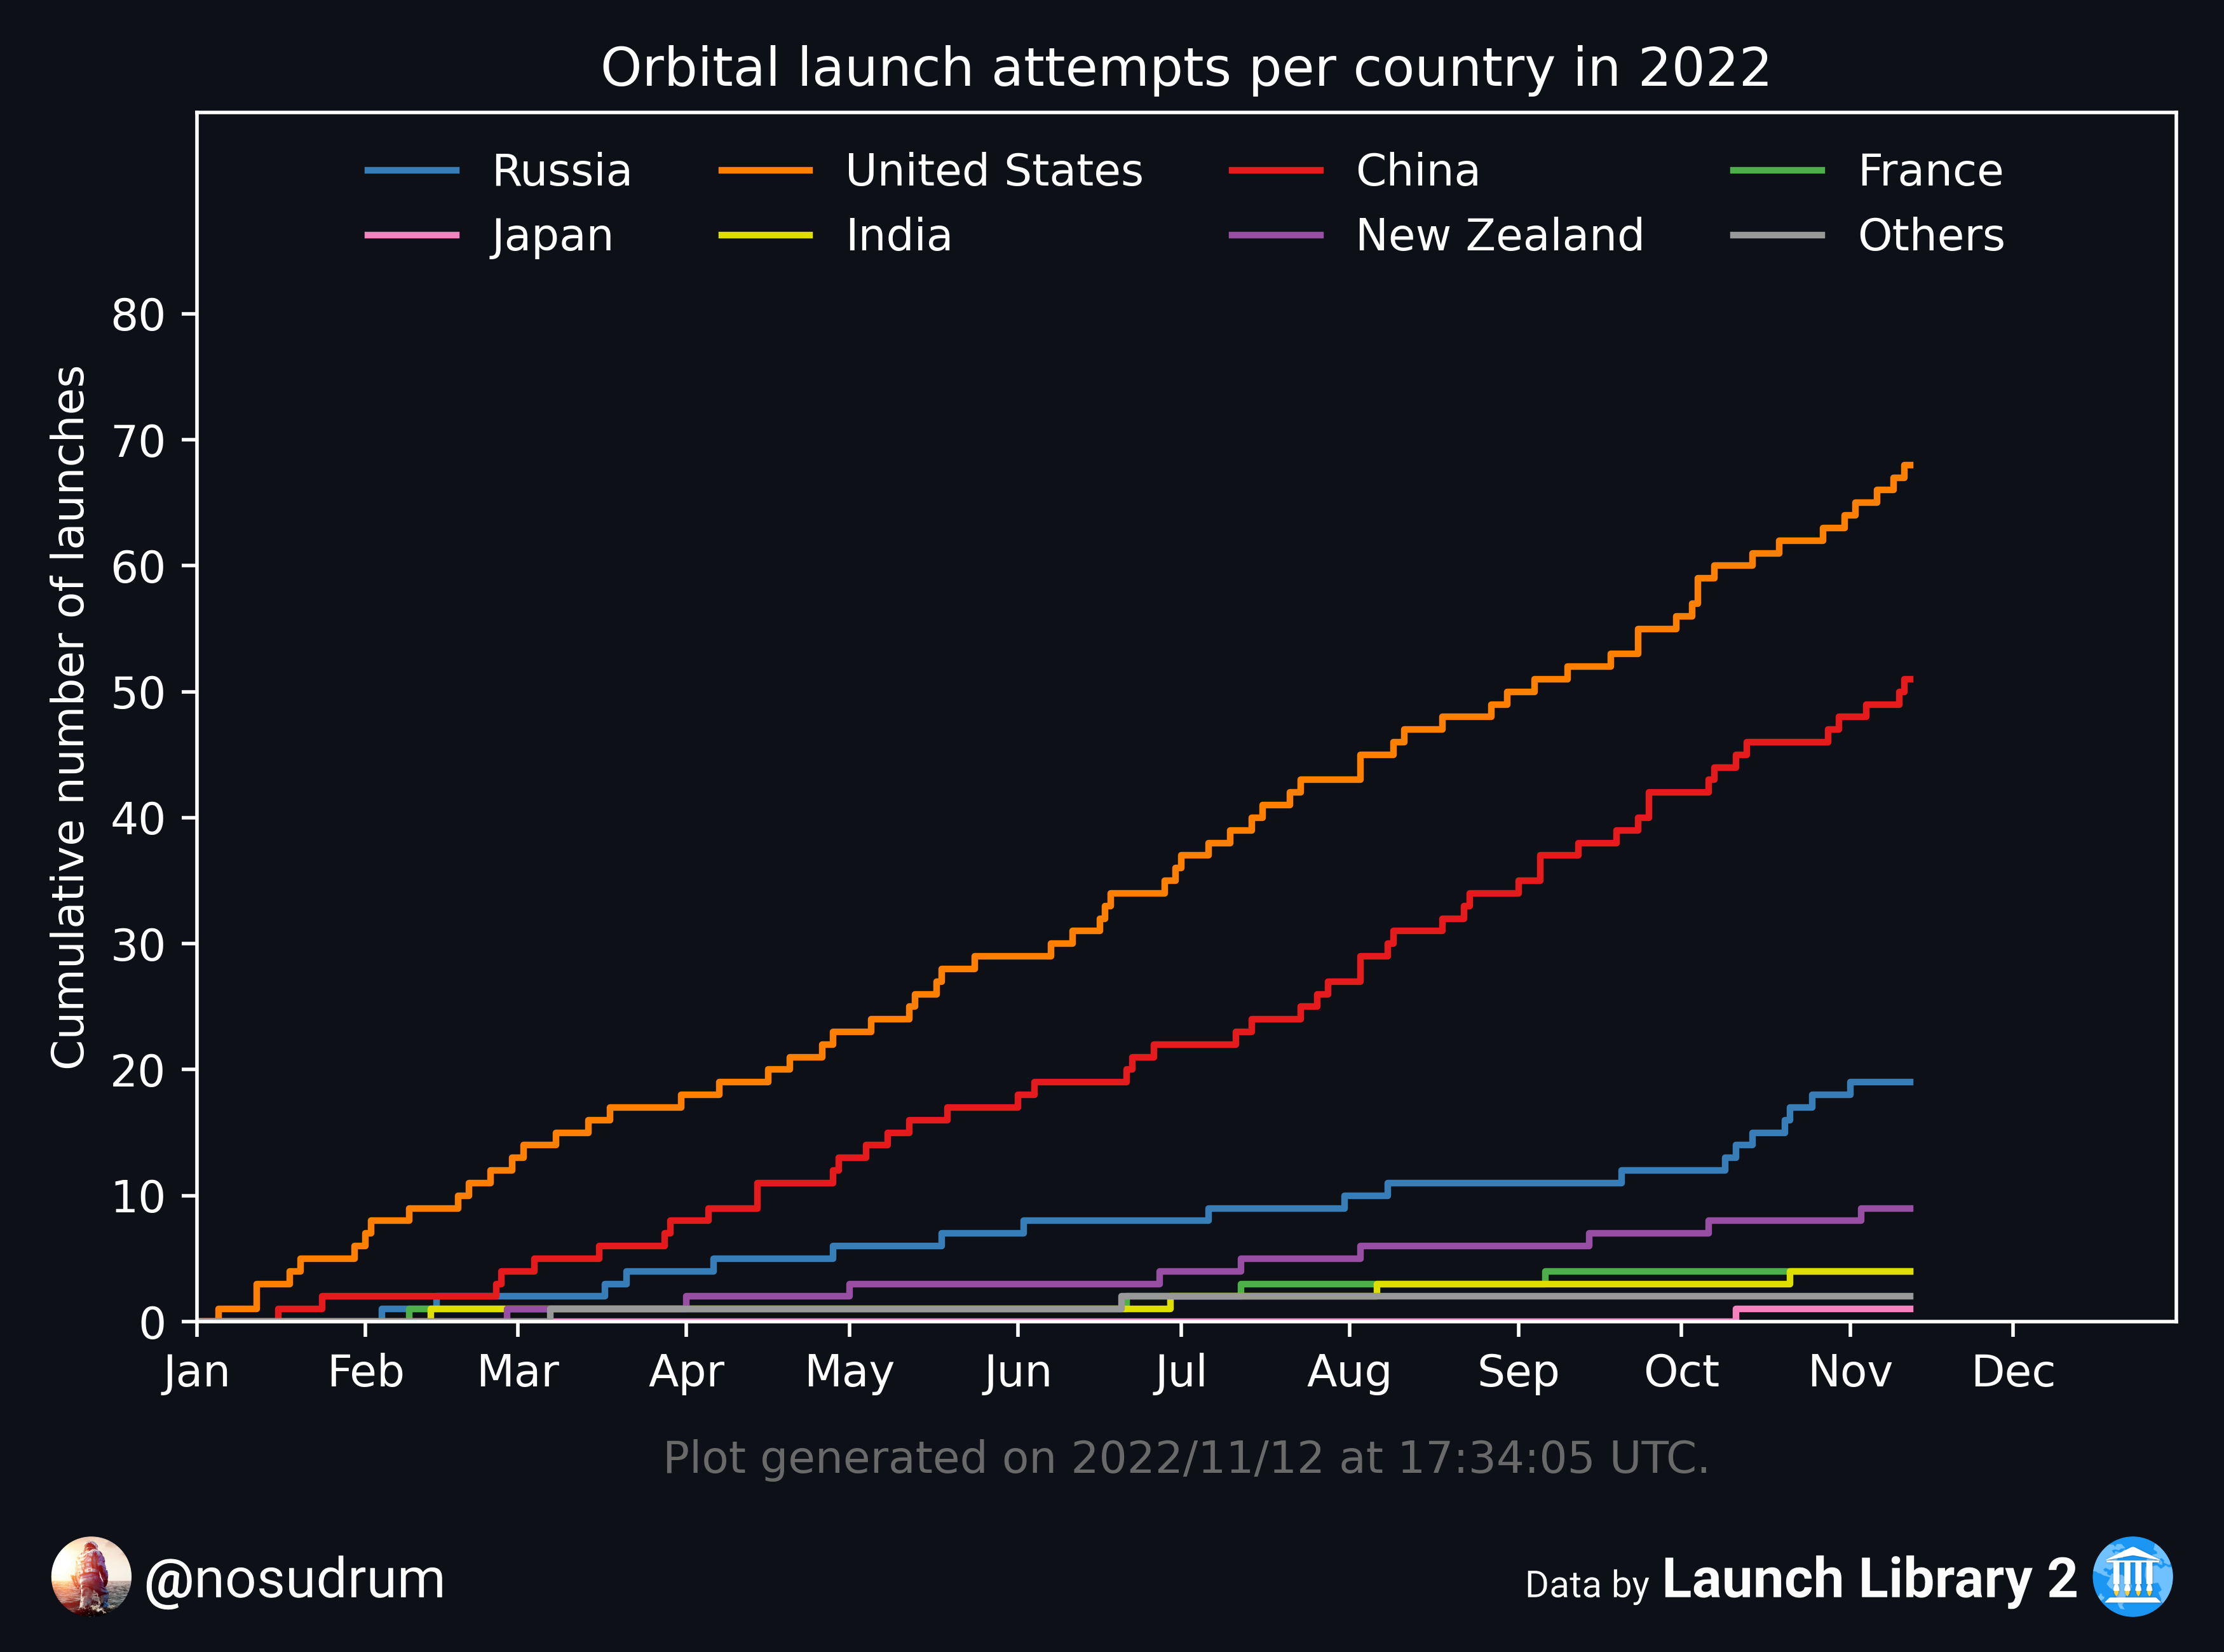 Orbital launch attempts per country in 2022
Russia United States China France
Japan India New Zealand Others
Cumulative number of launches
80
70
60
50
40
30
20
10
0
Jan Feb Mar Apr May Jun Jul Aug Sep Oct Nov Dec
Plot generated on 2022/11/12 at 17:34:05 UTC.
@nosudrum
Data by Launch Library 2